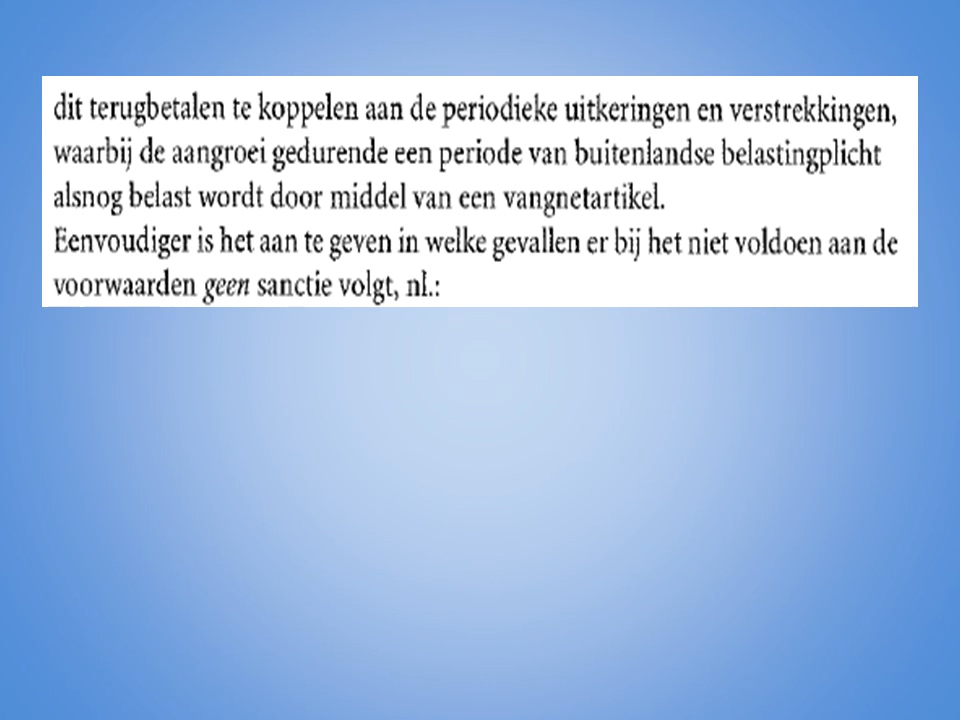 dit terugbetalen te koppelen aan de periodieke uitkeringen en verstrekkingen,
waarbij de aangroei gedurende een periode van buitenlandse belastingplicht
alsnog belast wordt door middel van een vangnetartikel.
Eenvoudiger is het aan te geven in welke gevallen er bij het niet voldoen aan de
voorwaarden geen sanctie volgt, nl.: